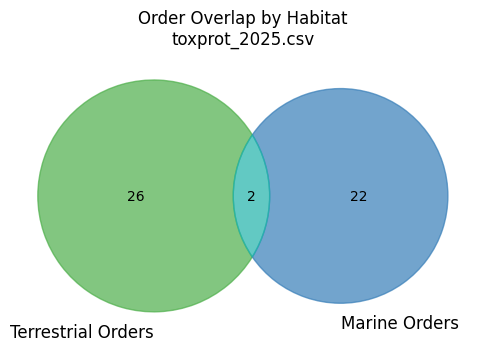 Order Overlap by Habitat
toxprot_2025.csv
26
2
22
Terrestrial Orders
Marine Orders